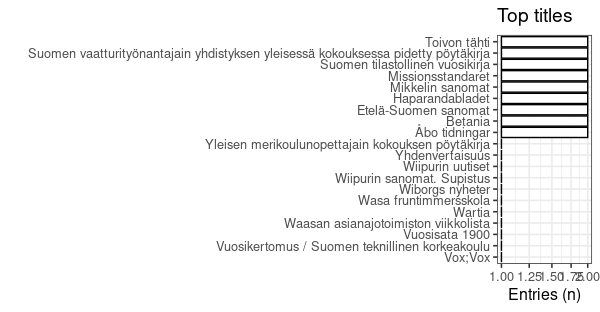 Top titles
Toivon tähti
Suomen vaatturityönantajain yhdistyksen yleisessä kokouksessa pidetty pöytäkirja
Suomen tilastollinen vuosikirja
Missionsstandaret
Mikkelin sanomat
Haparandabladet
Etelä-Suomen sanomat
Betania
Åbo tidningar
Yleisen merikoulunopettajain kokouksen pöytäkirja
Yhdenvertaisuus
Wiipurin uutiset
Wiipurin sanomat. Supistus
Wiborgs nyheter
Wasa fruntimmersskola
Wartia
Waasan asianajotoimiston viikkolista
Vuosisata 1900
Vuosikertomus / Suomen teknillinen korkeakoulu
Vox;Vox
1.00 1.25 1.50 1.75 2.00
Entries (n)